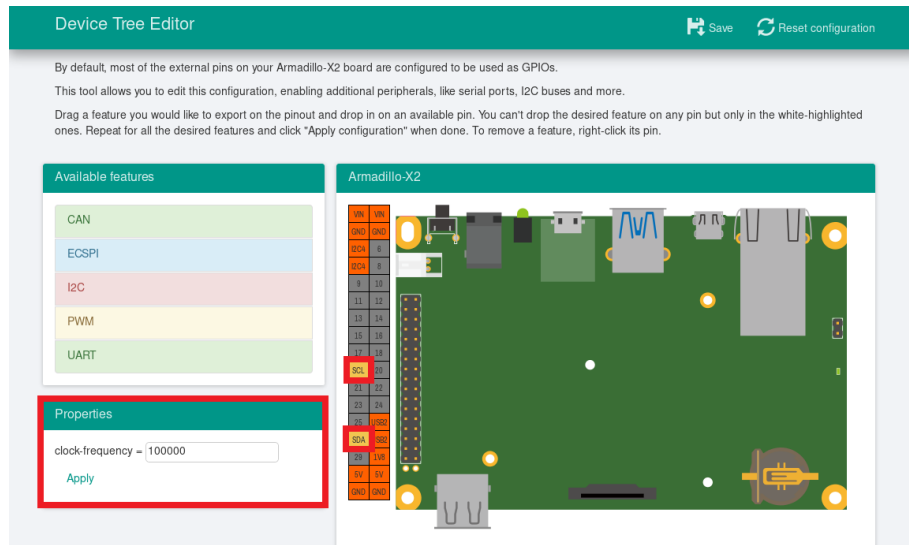 Device Tree Editor
Save
Reset configuration
By default, most of the external pins on your Armadillo-X2 board are configured to be used as GPIOs.
This tool allows you to edit this configuration, enabling additional peripherals, like serial ports, I2C buses and more.
Drag a feature you would like to export on the pinout and drop in on an available pin. You can't drop the desired feature on any pin but only in the white-highlighted
ones. Repeat for all the desired features and click "Apply configuration" when done. To remove a feature, right-click its pin.
Available features
CAN
ECSPI
I2C
PWM
UART
Properties
clock-frequency = 100000
Apply
Armadillo-X2
VIN VIN
GND GND
I2C4 6
I2C4 8
9 10
11 12
13 14
15 16
17 18
SCL 20
21 22
23 24
25 USB2
SDA
29 1V8
5V 5V
GND GND